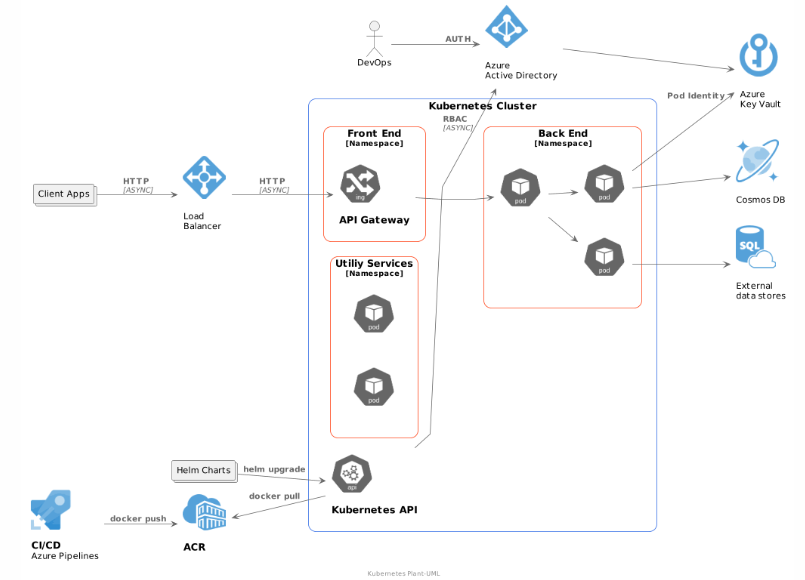 DevOps
AUTH
Azure
Active Directory
Azure
Key Vault
Pod Identity
Kubernetes Cluster
RBAC
[ASYNC]
Front End
[Namespace]
Back End
[Namespace]
Client Apps
HTTP
[ASYNC]
Load
Balancer
HTTP
[ASYNC]
ing
API Gateway
pod
pod
pod
Cosmos DB
SQL
External
data stores
Utiliy Services
[Namespace]
pod
pod
Helm Charts
helm upgrade
api
Kubernetes API
docker pull
docker push
CI/CD
Azure Pipelines
ACR
Kubernetes Plant-UML